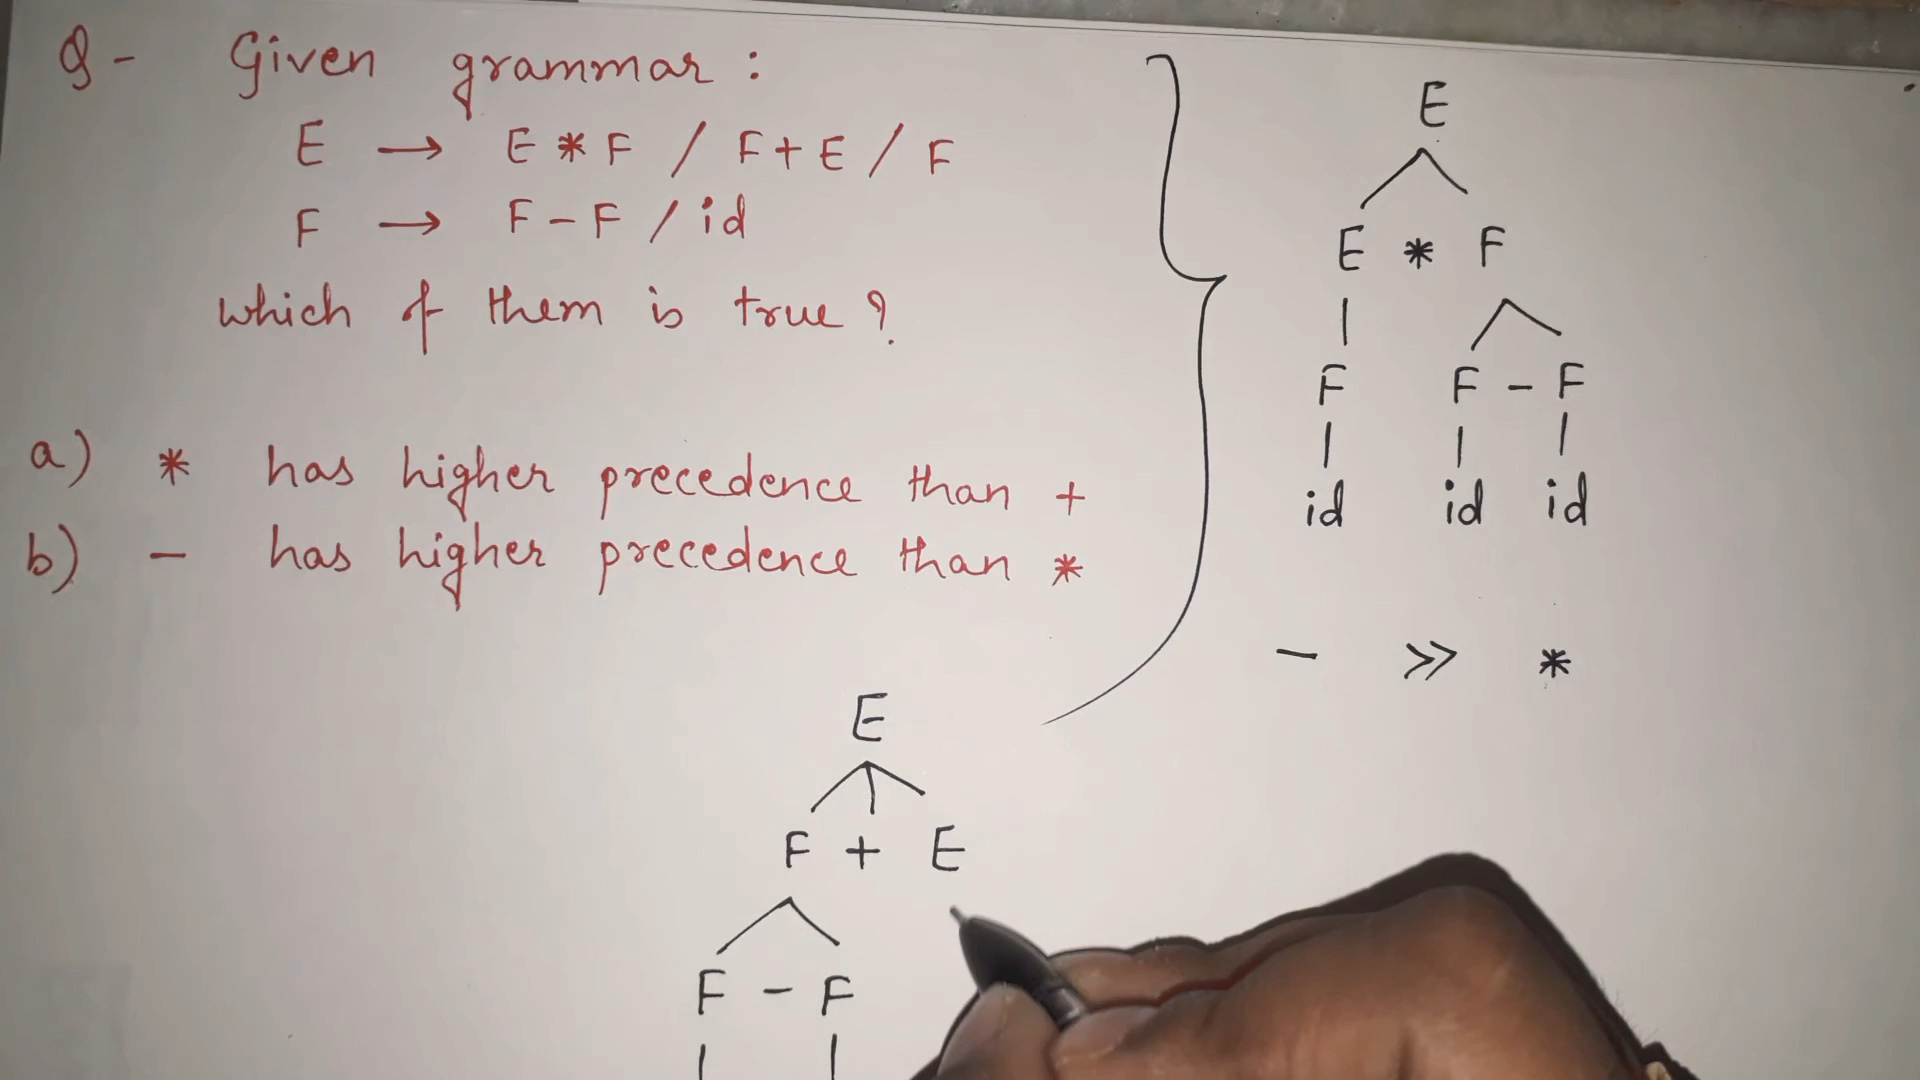 Q - Given grammar :
E → E * F / F + E / F
F → F - F / id
which of them is true ?
a) * has higher precedence than +
b) - has higher precedence than *
E
E * F
F F - F
id id id
- >> *
E
F + E
F - F